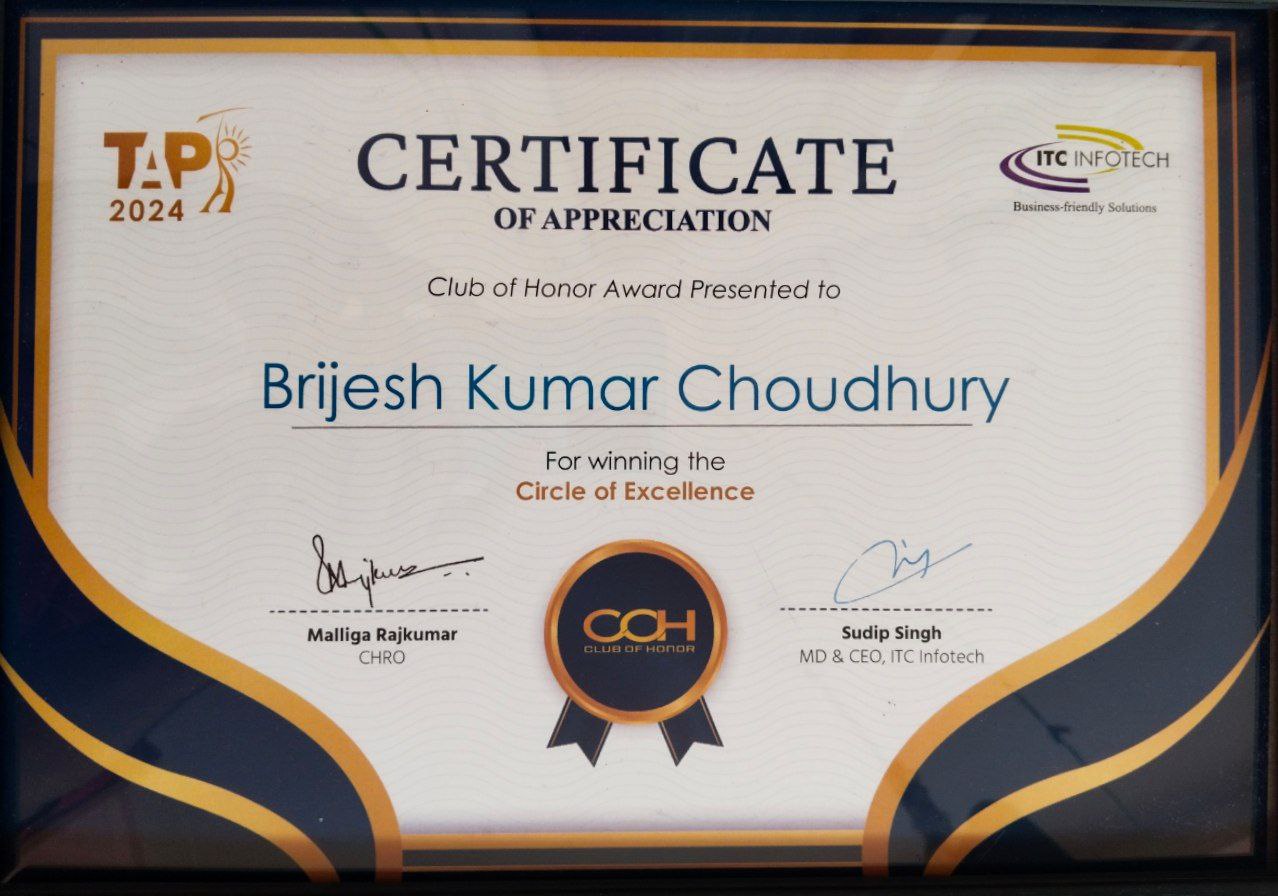 TAP
2024
CERTIFICATE
OF APPRECIATION
ITC INFOTECH
Business-friendly Solutions
Club of Honor Award Presented to
Brijesh Kumar Choudhury
For winning the
Circle of Excellence
Malliga Rajkumar
CHRO
COH
CLUB OF HONOR
Sudip Singh
MD & CEO, ITC Infotech